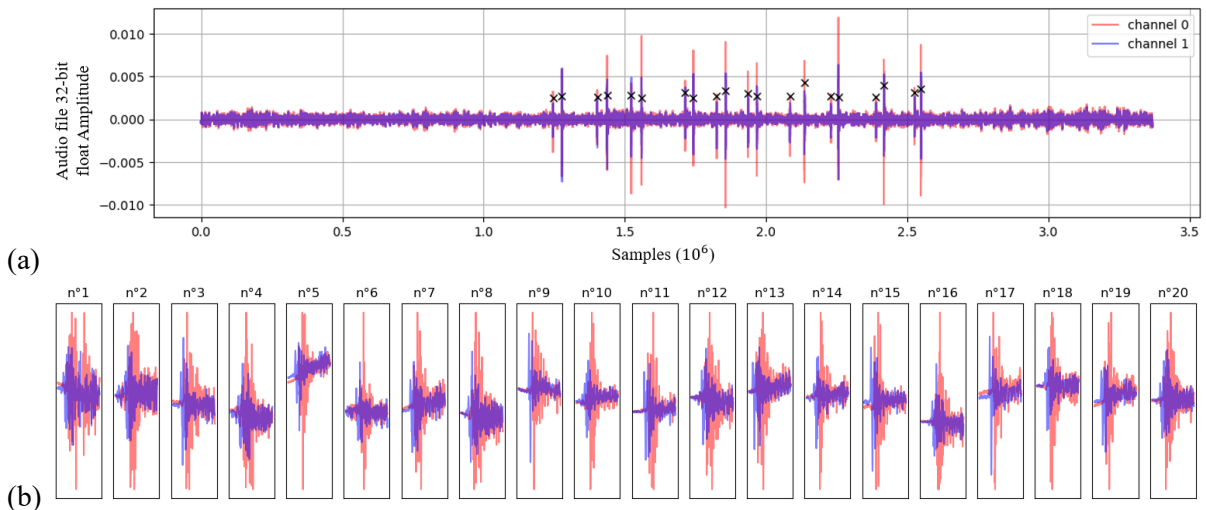 0.010
0.005
0.000
−0.005
−0.010
Audio file 32-bit
float Amplitude
channel 0
channel 1
0.0 0.5 1.0 1.5 2.0 2.5 3.0 3.5
Samples (10⁶)
(a)
n°1 n°2 n°3 n°4 n°5 n°6 n°7 n°8 n°9 n°10 n°11 n°12 n°13 n°14 n°15 n°16 n°17 n°18 n°19 n°20
(b)